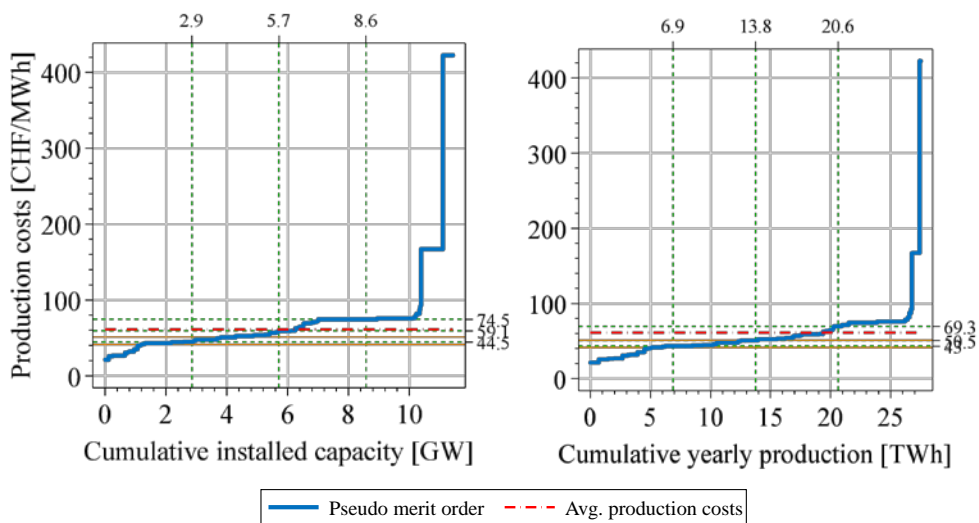 2.9 5.7 8.6
6.9 13.8 20.6
Production costs [CHF/MWh]
400
300
200
100
0
74.5
44.5
0 2 4 6 8 10
Cumulative installed capacity [GW]
400
300
200
100
0
69.3
50.5
43
0 5 10 15 20 25
Cumulative yearly production [TWh]
Pseudo merit order Avg. production costs